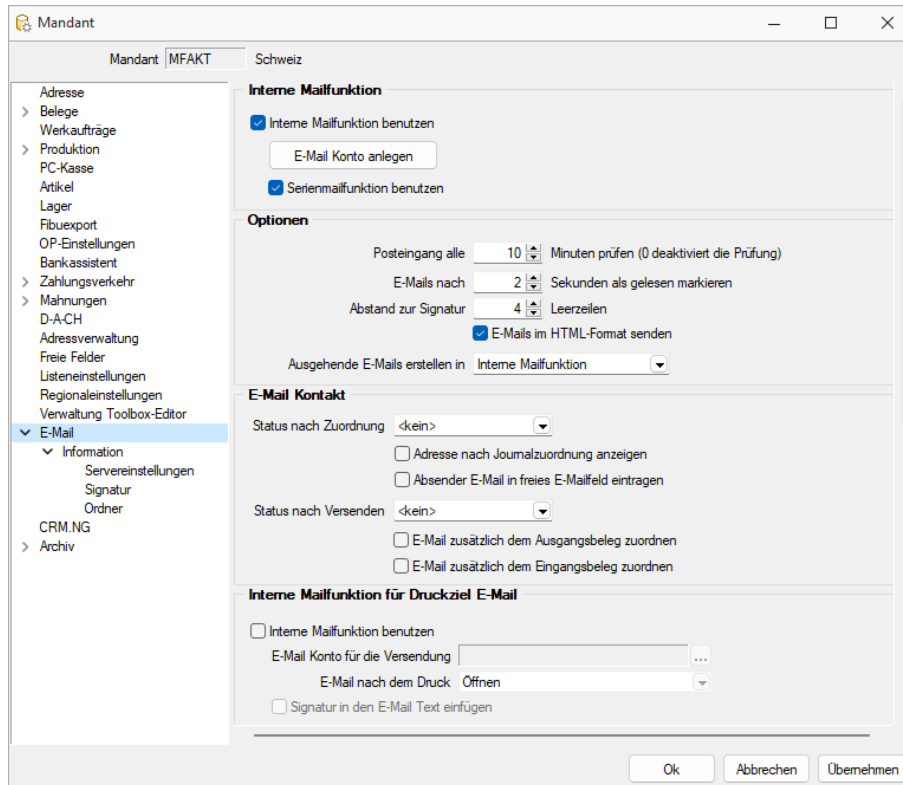 Mandant
Mandant MFAKT Schweiz
Adresse
Belege
Werkaufträge
Produktion
PC-Kasse
Artikel
Lager
Fibuexport
OP-Einstellungen
Bankassistent
Zahlungsverkehr
Mahnungen
D-A-CH
Adressverwaltung
Freie Felder
Listeneinstellungen
Regionaleinstellungen
Verwaltung Toolbox-Editor
E-Mail
Information
Servereinstellungen
Signatur
Ordner
CRM.NG
Archiv
Interne Mailfunktion
Interne Mailfunktion benutzen
E-Mail Konto anlegen
Serienmailfunktion benutzen
Optionen
Posteingang alle 10 Minuten prüfen (0 deaktiviert die Prüfung)
E-Mails nach 2 Sekunden als gelesen markieren
Abstand zur Signatur 4 Leerzeilen
E-Mails im HTML-Format senden
Ausgehende E-Mails erstellen in Interne Mailfunktion
E-Mail Kontakt
Status nach Zuordnung <kein>
Adresse nach Journalzuordnung anzeigen
Absender E-Mail in freies E-Mailfeld eintragen
Status nach Versenden <kein>
E-Mail zusätzlich dem Ausgangsbeleg zuordnen
E-Mail zusätzlich dem Eingangsbeleg zuordnen
Interne Mailfunktion für Druckziel E-Mail
Interne Mailfunktion benutzen
E-Mail Konto für die Versendung ...
E-Mail nach dem Druck Öffnen
Signatur in den E-Mail Text einfügen
Ok Abbrechen Übernehmen